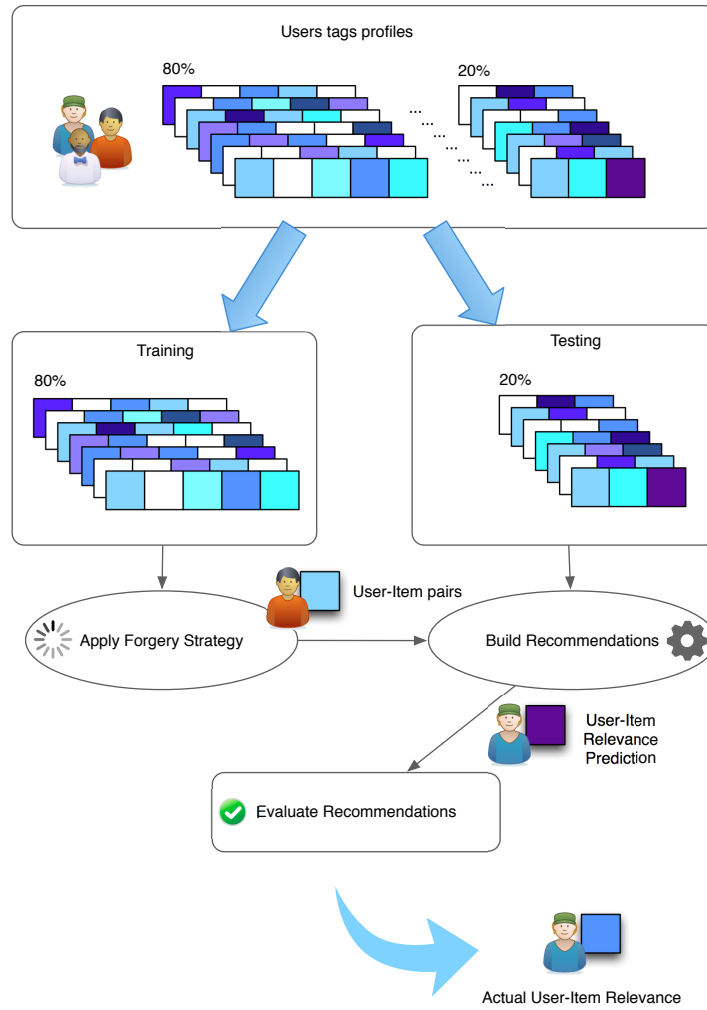 Users tags profiles
80%
20%
...
...
...
...
...
...
...
Training
Testing
80%
20%
User-Item pairs
Apply Forgery Strategy
Build Recommendations
User-Item
Relevance
Prediction
Evaluate Recommendations
Actual User-Item Relevance